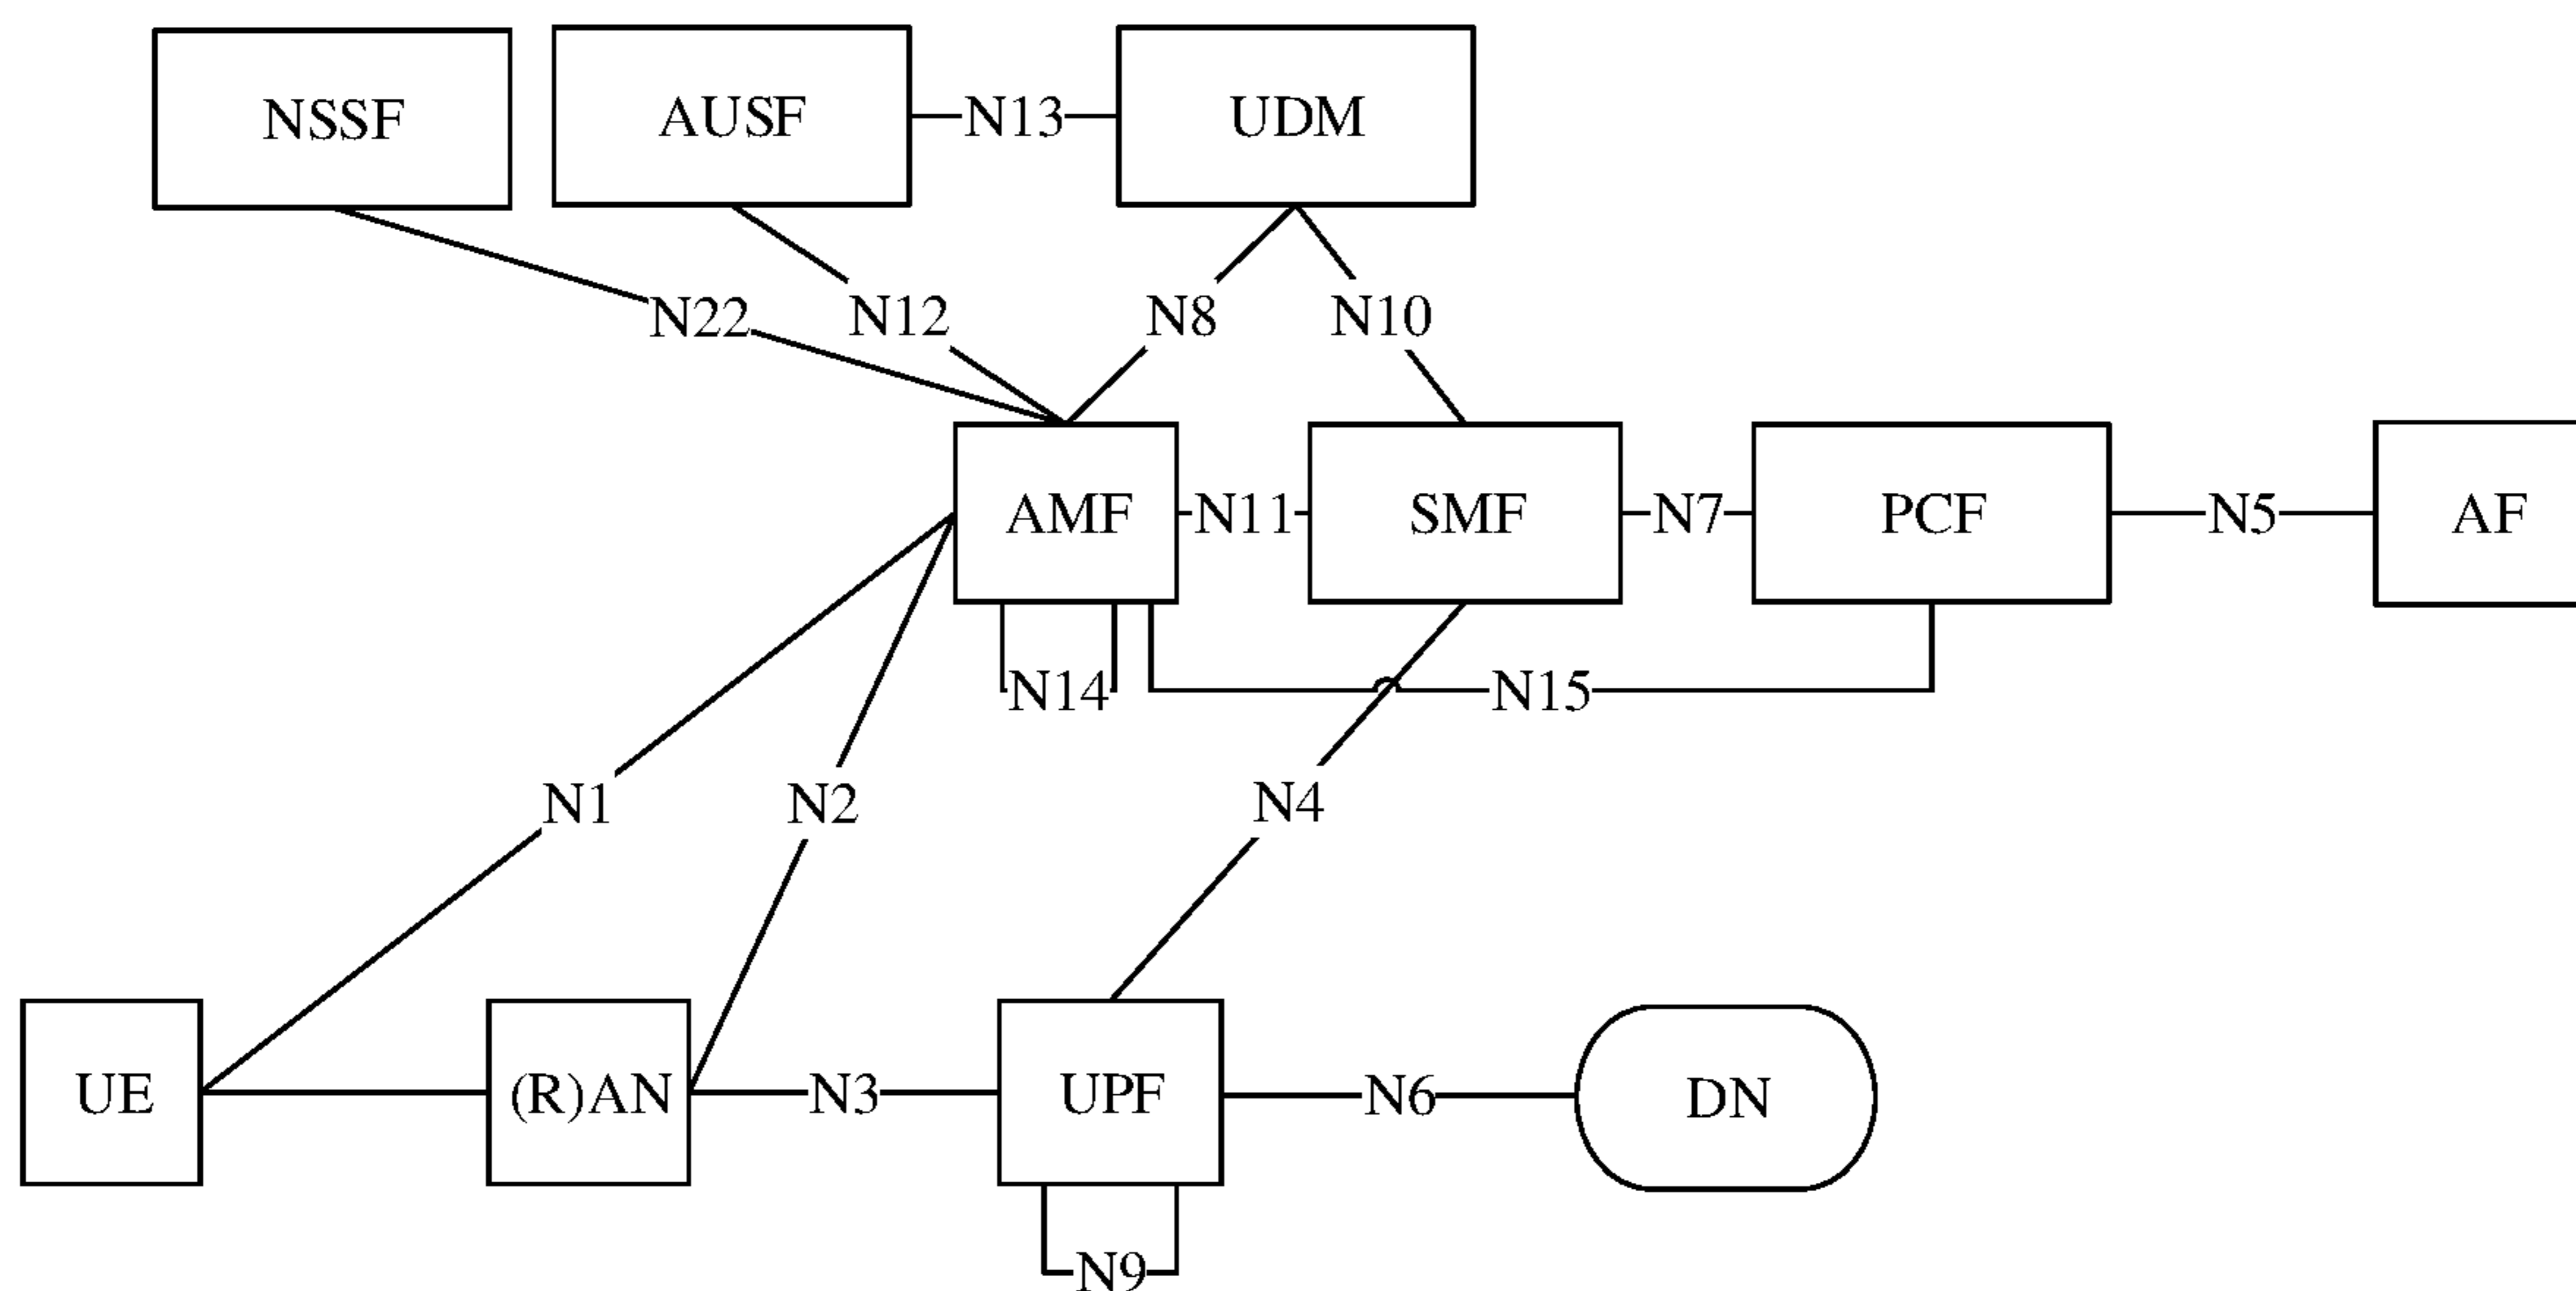 NSSF
AUSF
N13
UDM
N22
N12
N8
N10
AMF
N11
SMF
N7
PCF
N5
AF
N14
N15
N1
N2
N4
UE
(R)AN
N3
UPF
N6
DN
N9